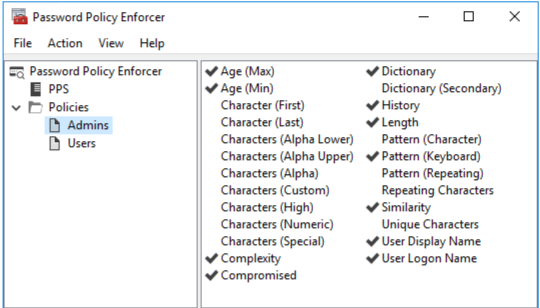 Password Policy Enforcer
File Action View Help
Password Policy Enforcer
PPS
Policies
Admins
Users
Age (Max)
Age (Min)
Character (First)
Character (Last)
Characters (Alpha Lower)
Characters (Alpha Upper)
Characters (Alpha)
Characters (Custom)
Characters (High)
Characters (Numeric)
Characters (Special)
Complexity
Compromised
Dictionary
Dictionary (Secondary)
History
Length
Pattern (Character)
Pattern (Keyboard)
Pattern (Repeating)
Repeating Characters
Similarity
Unique Characters
User Display Name
User Logon Name